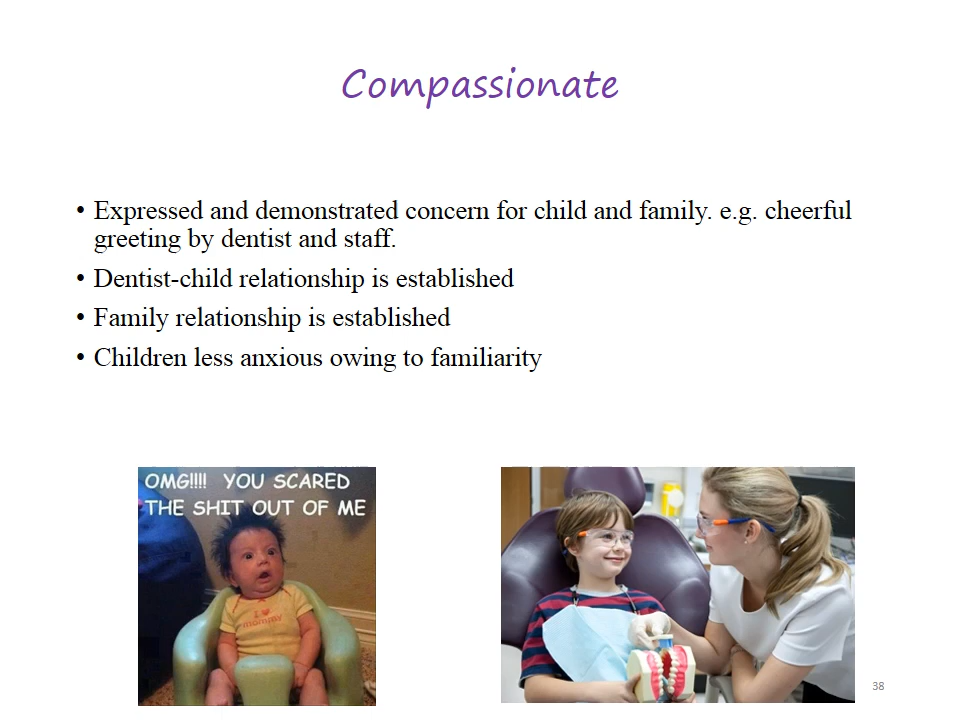 Compassionate
• Expressed and demonstrated concern for child and family. e.g. cheerful
greeting by dentist and staff.
• Dentist-child relationship is established
• Family relationship is established
• Children less anxious owing to familiarity
OMG!!!! YOU SCARED
THE SHIT OUT OF ME
I ♥
mommy
38